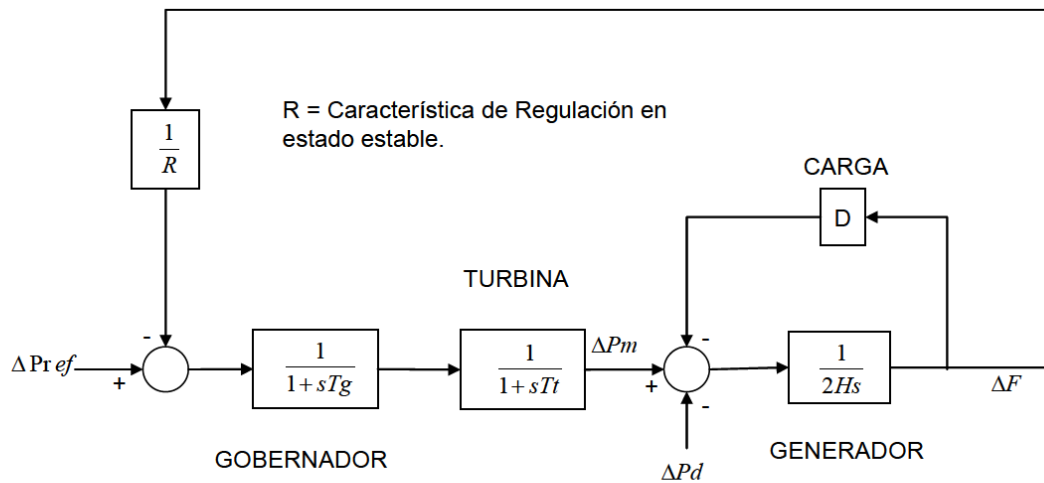 R = Característica de Regulación en
estado estable.
1
R
CARGA
D
TURBINA
-
-
ΔPref
+
1
1+sTg
1
1+sTt
ΔPm
+
-
1
2Hs
ΔF
GOBERNADOR
ΔPd
GENERADOR